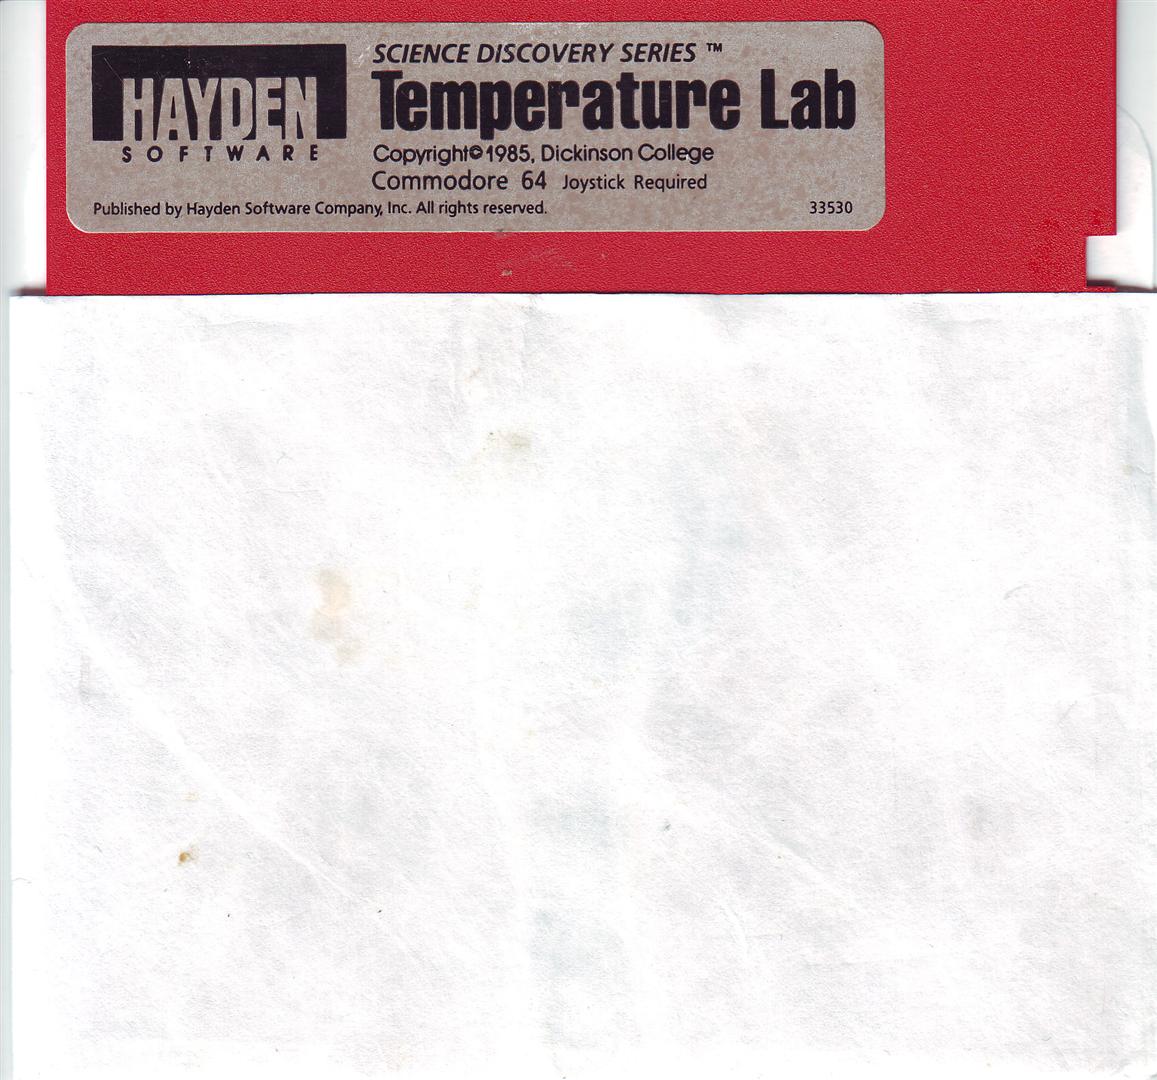 HAYDEN
SOFTWARE
SCIENCE DISCOVERY SERIES ™
Temperature Lab
Copyright© 1985, Dickinson College
Commodore 64 Joystick Required
Published by Hayden Software Company, Inc. All rights reserved. 33530